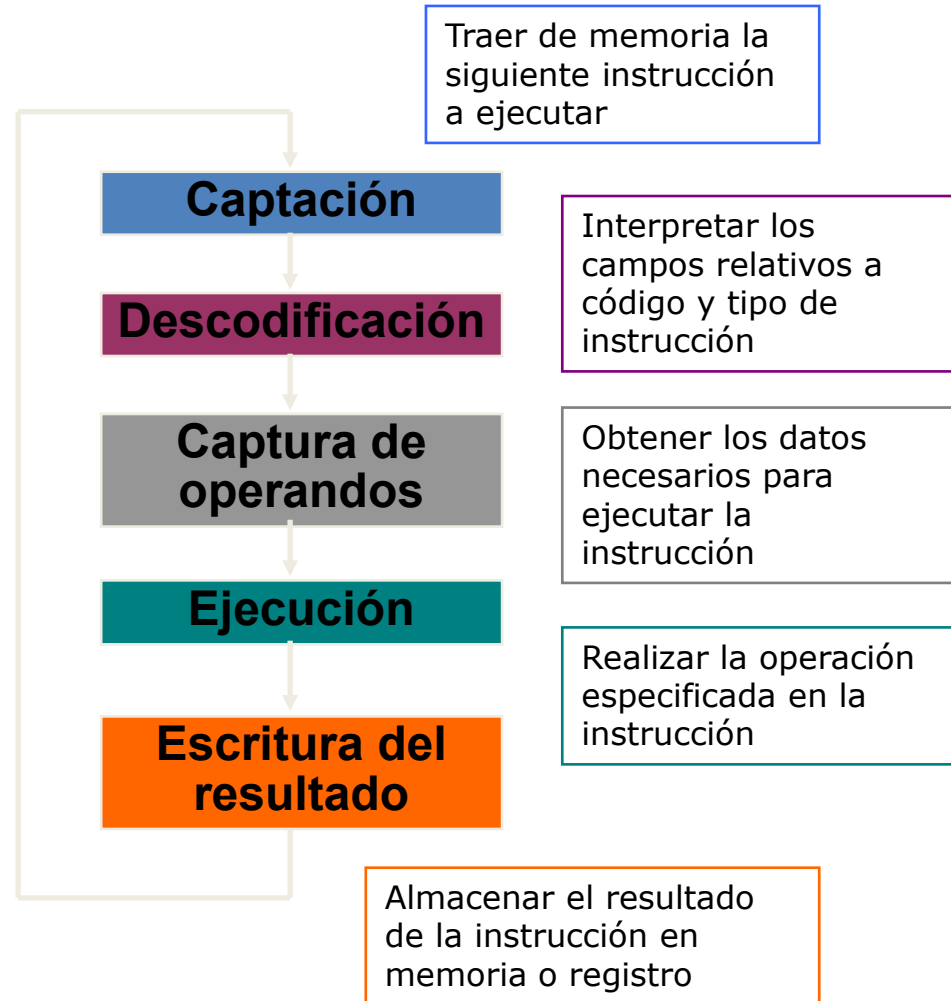 Traer de memoria la
siguiente instrucción
a ejecutar
Captación
Interpretar los
campos relativos a
código y tipo de
instrucción
Descodificación
Captura de
operandos
Obtener los datos
necesarios para
ejecutar la
instrucción
Ejecución
Realizar la operación
especificada en la
instrucción
Escritura del
resultado
Almacenar el resultado
de la instrucción en
memoria o registro